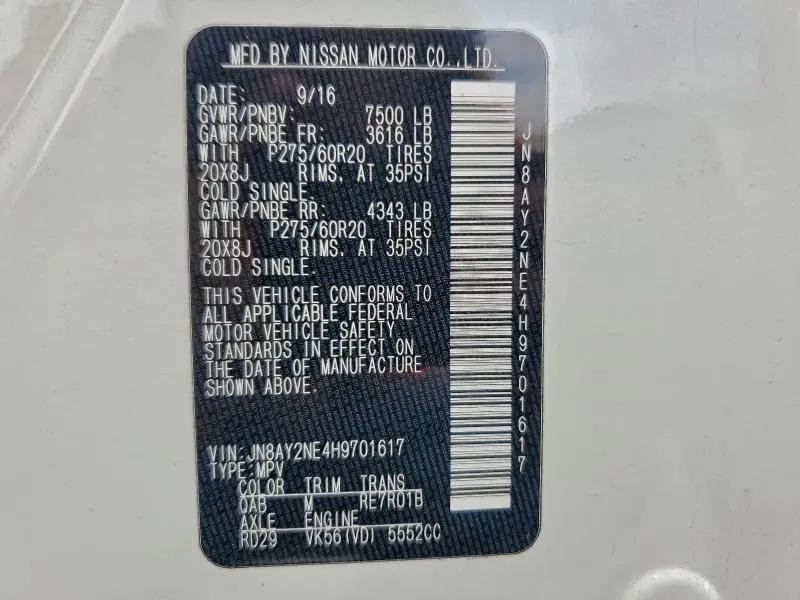 MFD BY NISSAN MOTOR CO.,LTD.
DATE: 9/16
GVWR/PNBV: 7500 LB
GAWR/PNBE FR: 3616 LB
WITH P275/60R20 TIRES
20X8J RIMS. AT 35PSI
COLD SINGLE.
GAWR/PNBE RR: 4343 LB
WITH P275/60R20 TIRES
20X8J RIMS. AT 35PSI
COLD SINGLE.
THIS VEHICLE CONFORMS TO
ALL APPLICABLE FEDERAL
MOTOR VEHICLE SAFETY
STANDARDS IN EFFECT ON
THE DATE OF MANUFACTURE
SHOWN ABOVE.
VIN: JN8AY2NE4H9701617
TYPE: MPV
COLOR TRIM TRANS
QAB M RE7R01B
AXLE ENGINE
RD29 VK56(VD) 5552CC
JN8AY2NE4H9701617